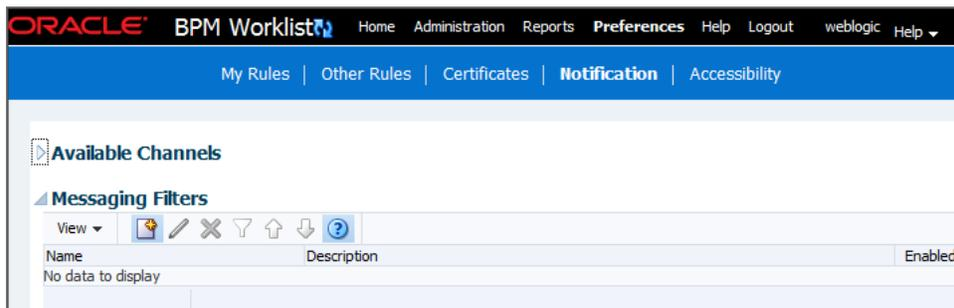 ORACLE BPM Worklist Home Administration Reports Preferences Help Logout weblogic Help
My Rules | Other Rules | Certificates | Notification | Accessibility
Available Channels
Messaging Filters
View
Name Description Enabled
No data to display